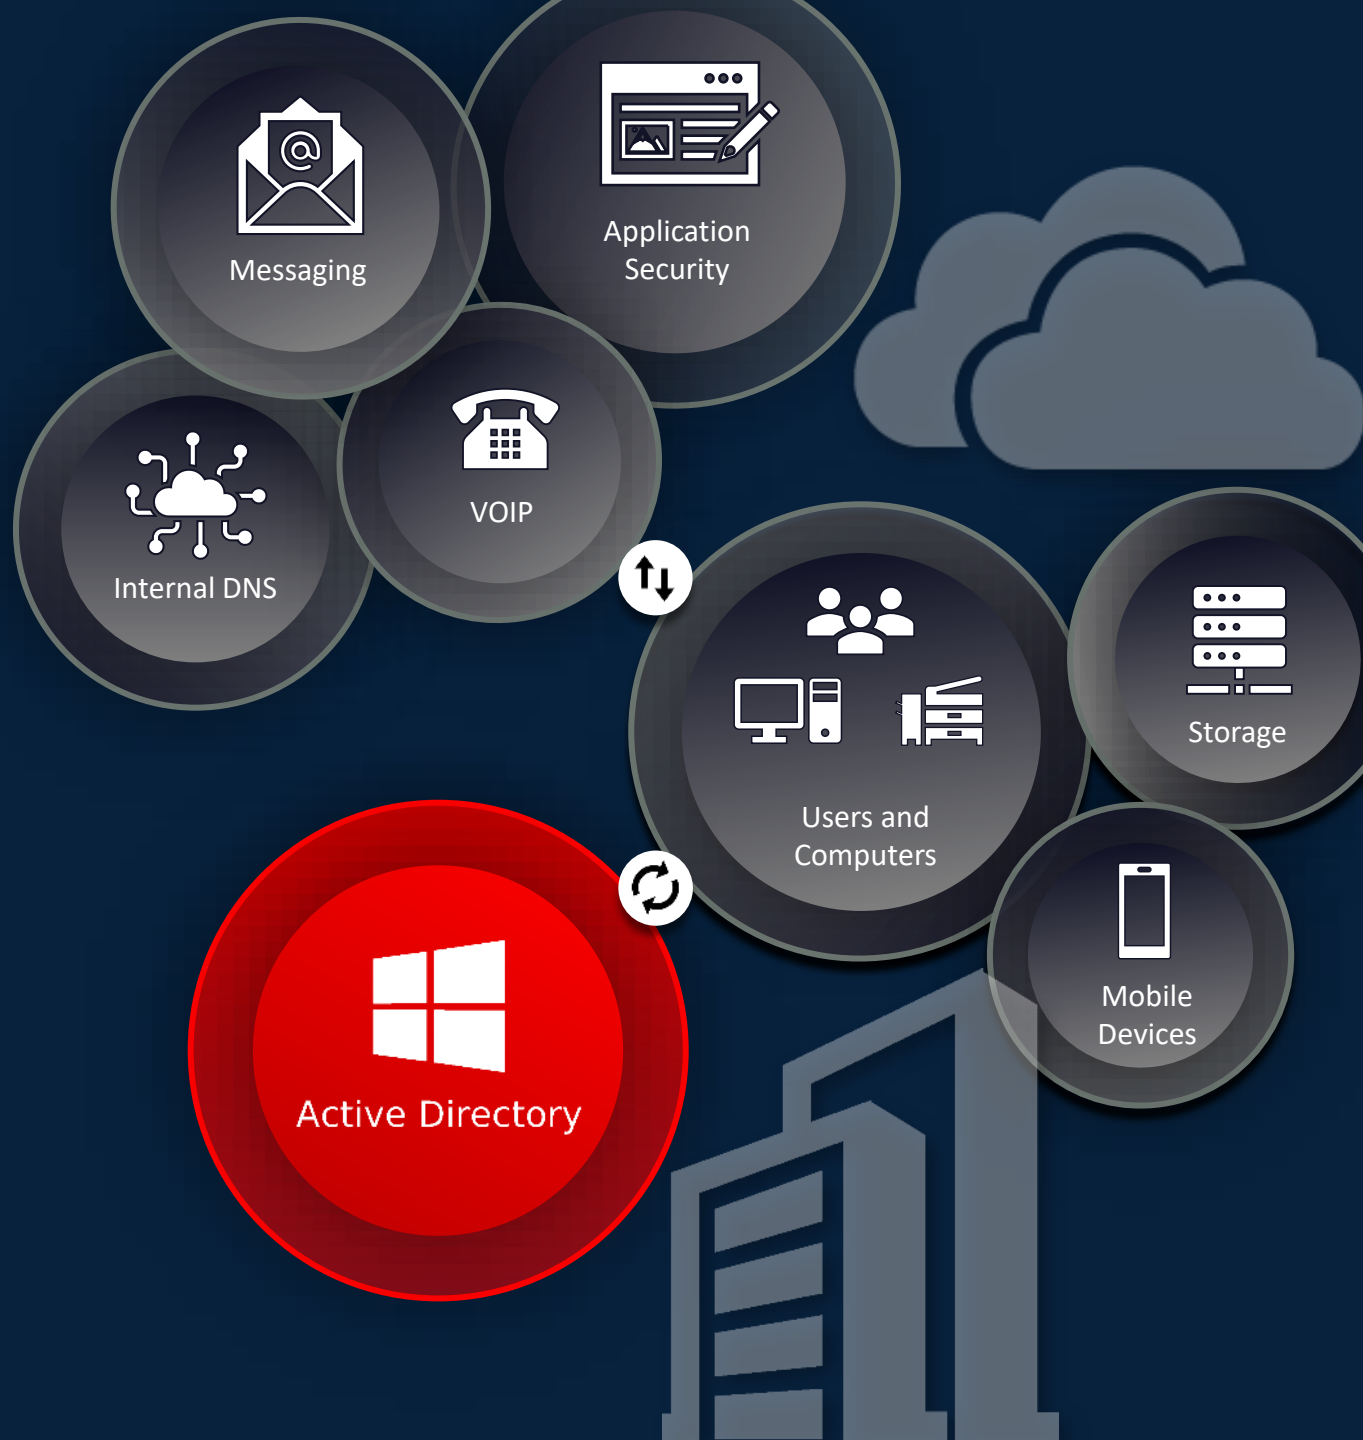 Messaging
Application
Security
Internal DNS
VOIP
Users and
Computers
Storage
Mobile
Devices
Active Directory